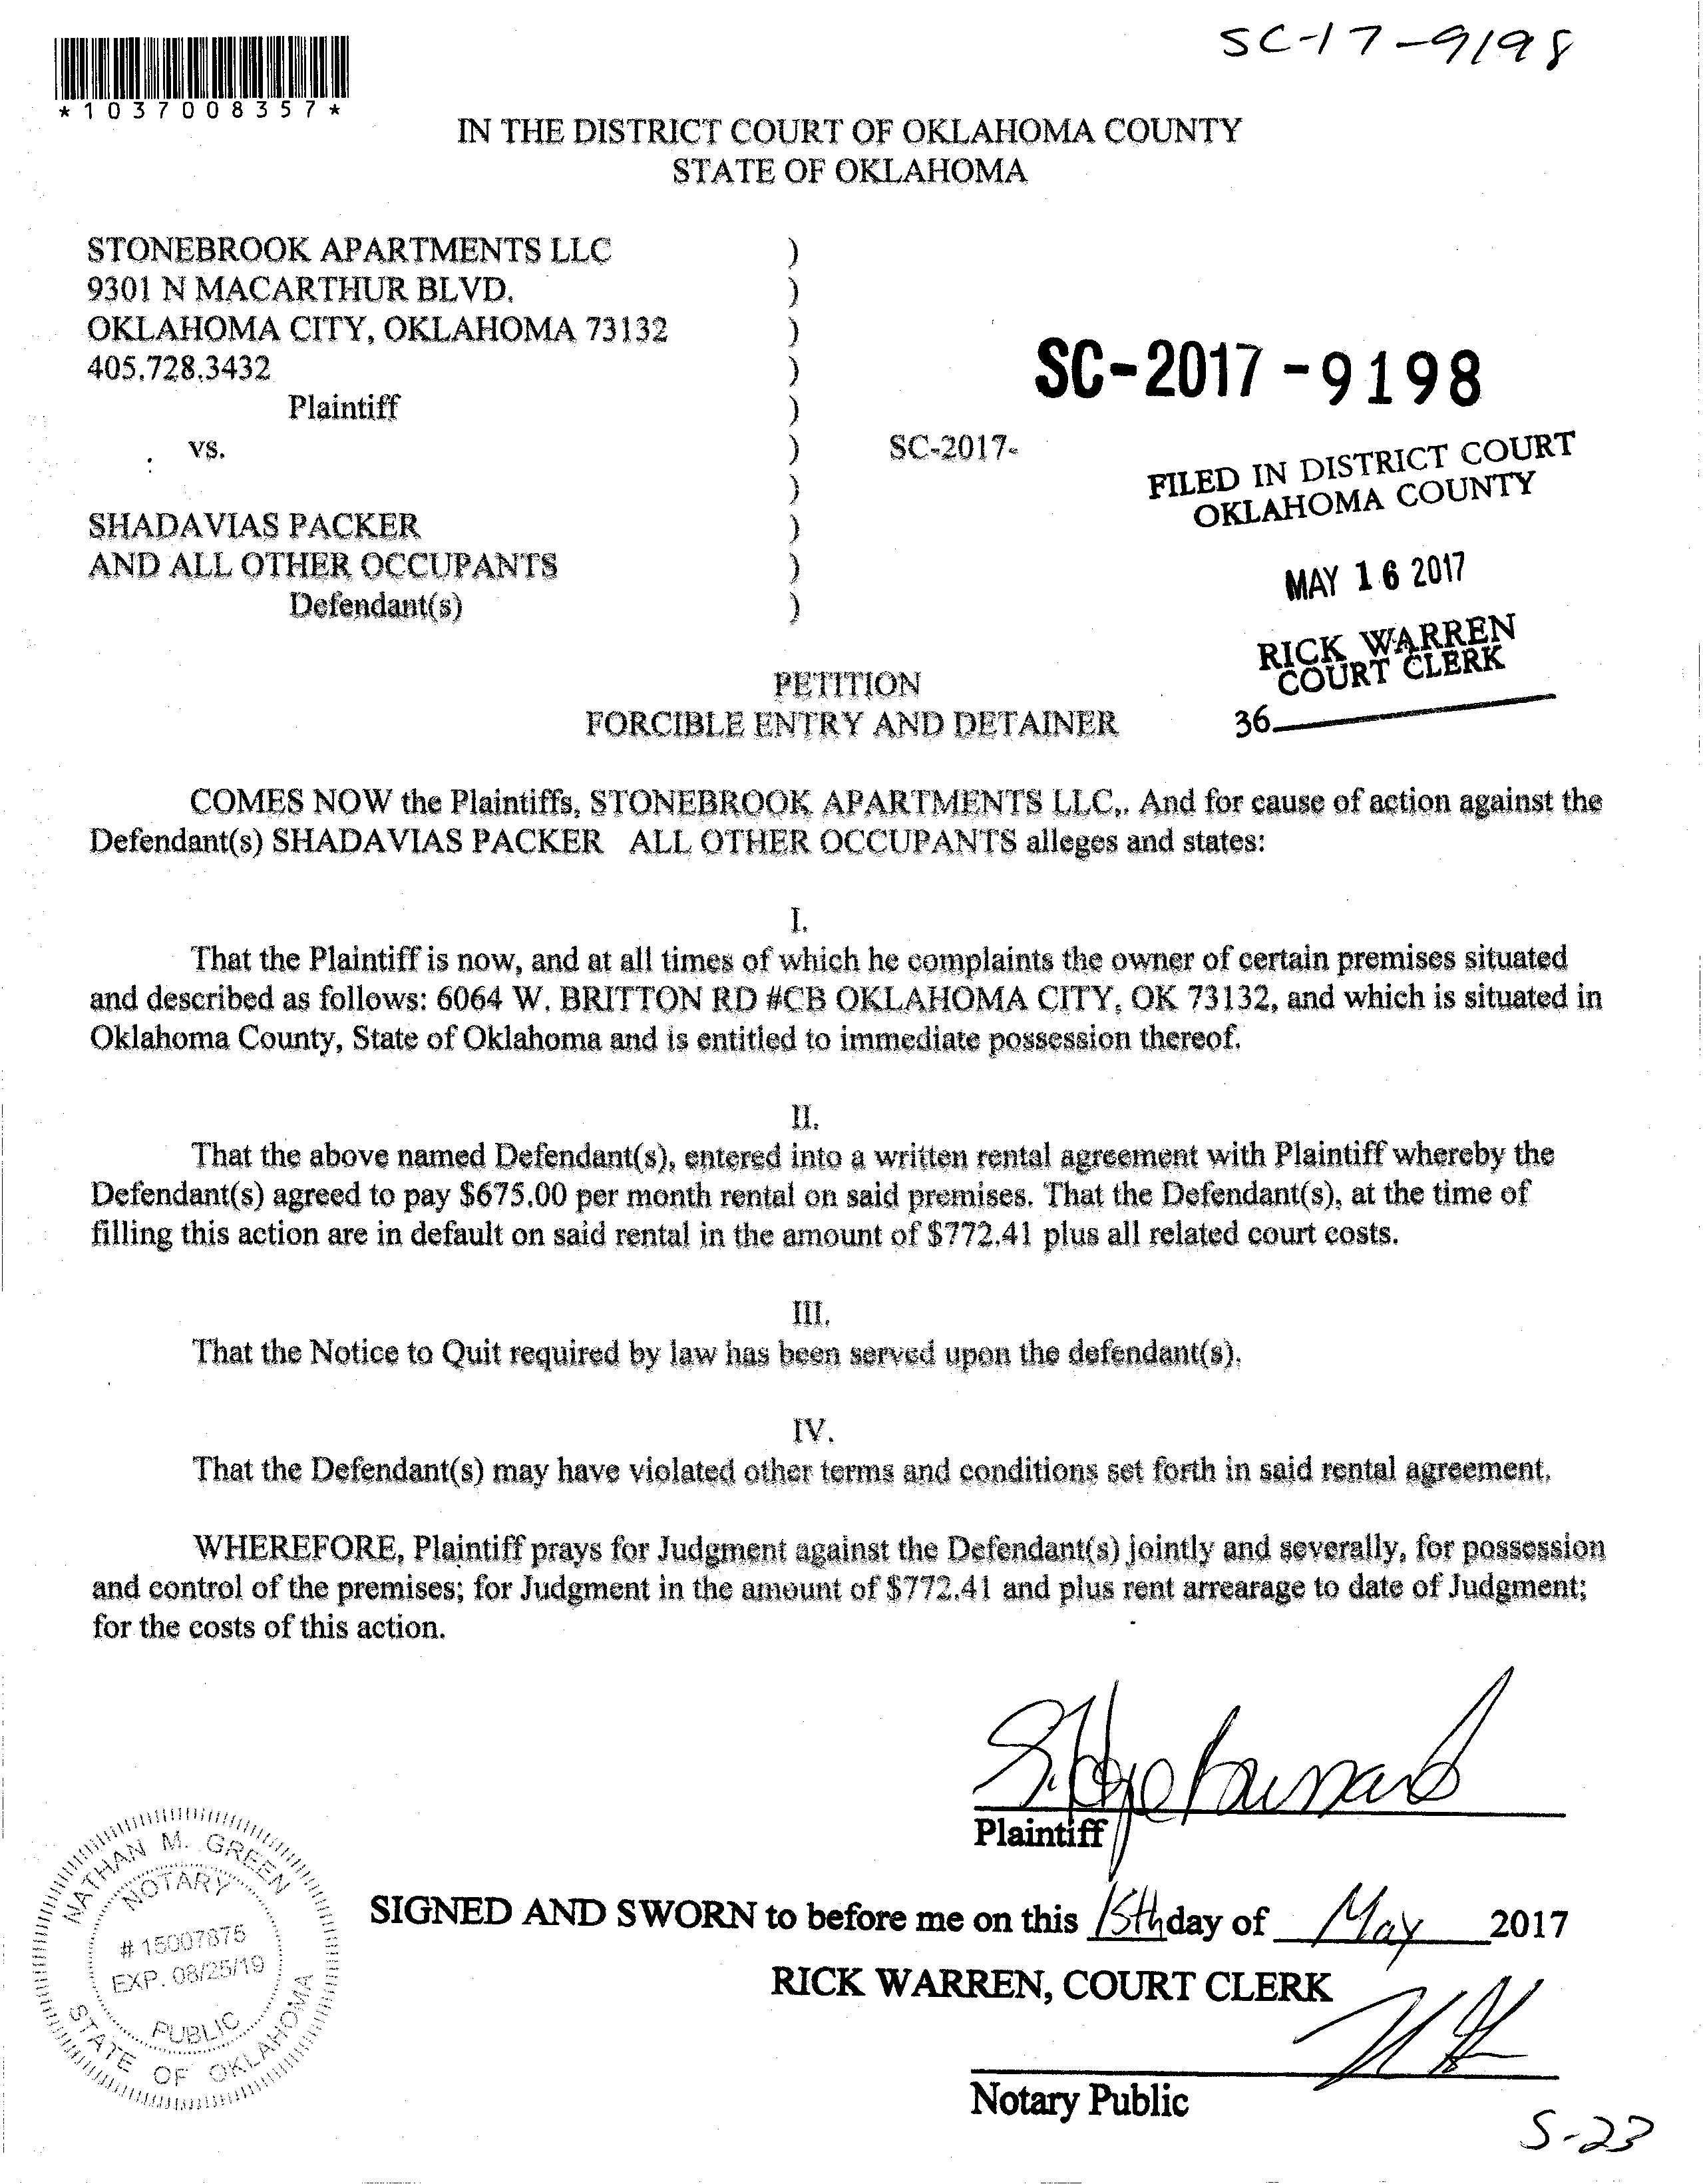 SC-17-9198
*1037008357*
IN THE DISTRICT COURT OF OKLAHOMA COUNTY
STATE OF OKLAHOMA
STONEBROOK APARTMENTS LLC )
9301 N MACARTHUR BLVD. )
OKLAHOMA CITY, OKLAHOMA 73132 )
405.728.3432 )
SC-2017-9198
Plaintiff )
vs. ) SC-2017-
)
FILED IN DISTRICT COURT
OKLAHOMA COUNTY
SHADAVIAS PACKER )
AND ALL OTHER OCCUPANTS )
Defendant(s) )
MAY 16 2017
RICK WARREN
COURT CLERK
36
PETITION
FORCIBLE ENTRY AND DETAINER
COMES NOW the Plaintiffs, STONEBROOK APARTMENTS LLC,. And for cause of action against the
Defendant(s) SHADAVIAS PACKER ALL OTHER OCCUPANTS alleges and states:
I.
That the Plaintiff is now, and at all times of which he complaints the owner of certain premises situated
and described as follows: 6064 W. BRITTON RD #CB OKLAHOMA CITY, OK 73132, and which is situated in
Oklahoma County, State of Oklahoma and is entitled to immediate possession thereof.
II.
That the above named Defendant(s), entered into a written rental agreement with Plaintiff whereby the
Defendant(s) agreed to pay $675.00 per month rental on said premises. That the Defendant(s), at the time of
filling this action are in default on said rental in the amount of $772.41 plus all related court costs.
III.
That the Notice to Quit required by law has been served upon the defendant(s).
IV.
That the Defendant(s) may have violated other terms and conditions set forth in said rental agreement.
WHEREFORE, Plaintiff prays for Judgment against the Defendant(s) jointly and severally, for possession
and control of the premises; for Judgment in the amount of $772.41 and plus rent arrearage to date of Judgment;
for the costs of this action.
Plaintiff
SIGNED AND SWORN to before me on this 15th day of May 2017
RICK WARREN, COURT CLERK
Notary Public
NATHAN M. GREEN
NOTARY
# 15007875
EXP. 08/25/19
PUBLIC
STATE OF OKLAHOMA
5-23